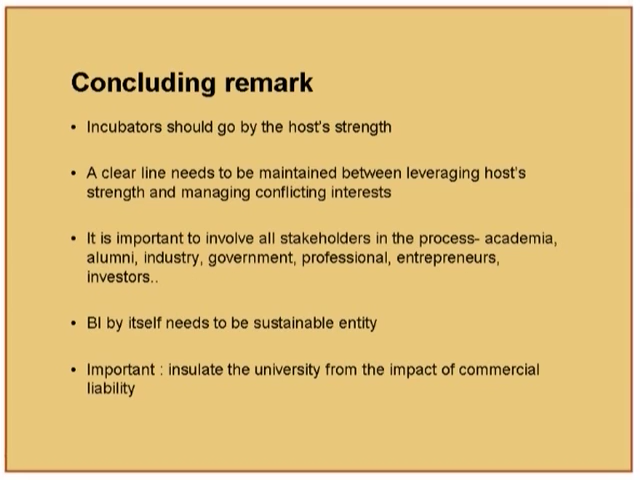 Concluding remark
• Incubators should go by the host's strength
• A clear line needs to be maintained between leveraging host's
strength and managing conflicting interests
• It is important to involve all stakeholders in the process- academia,
alumni, industry, government, professional, entrepreneurs,
investors..
• BI by itself needs to be sustainable entity
• Important : insulate the university from the impact of commercial
liability